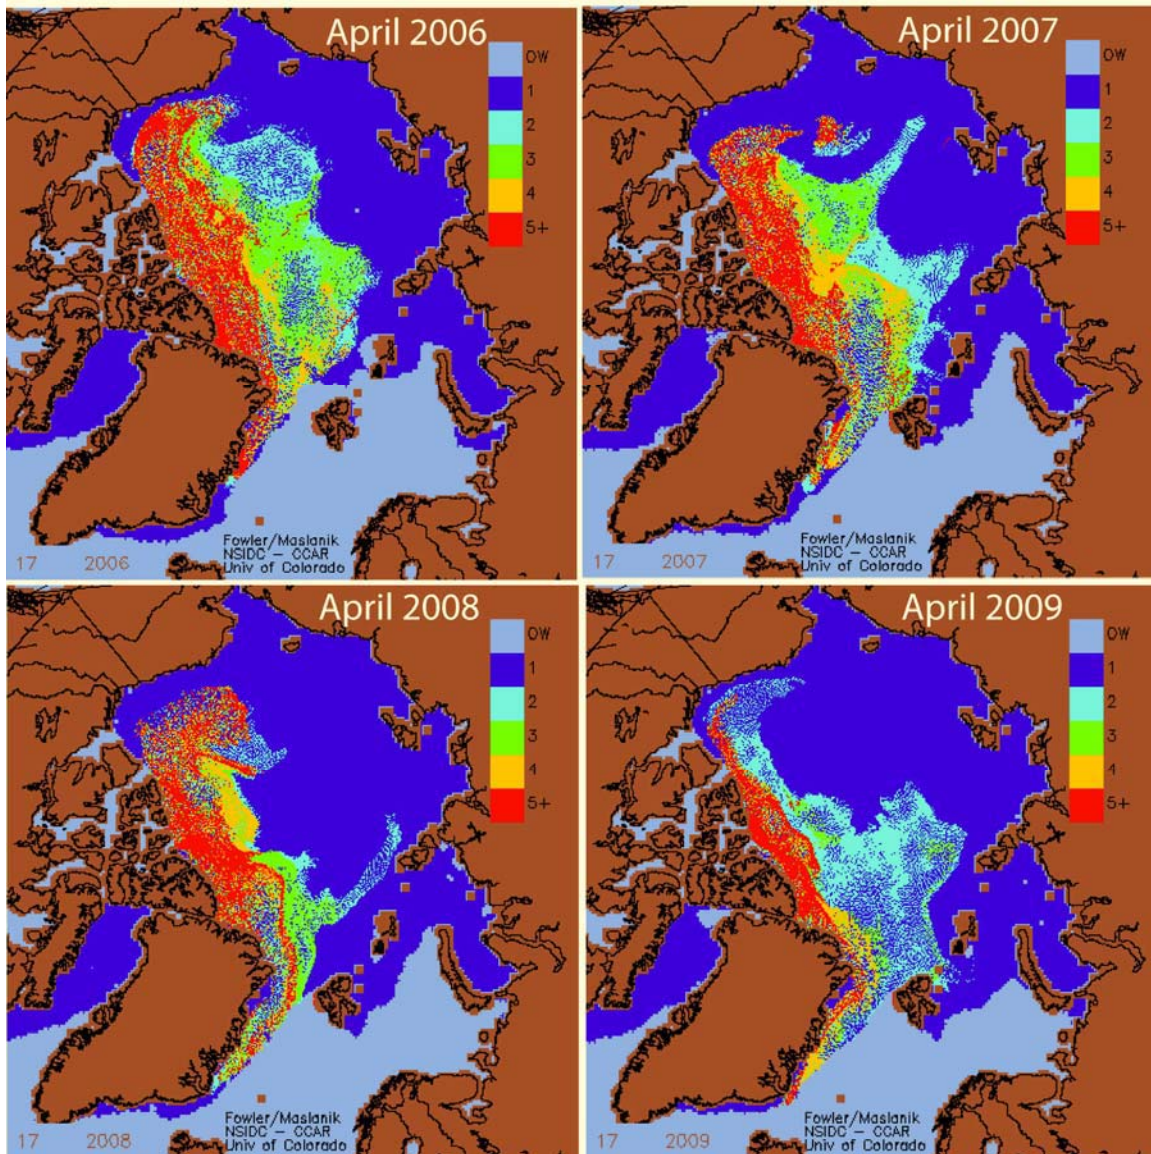 April 2006
OW
1
2
3
4
5+
Fowler/Maslanik
NSIDC – CCAR
Univ of Colorado
17 2006
April 2007
OW
1
2
3
4
5+
Fowler/Maslanik
NSIDC – CCAR
Univ of Colorado
17 2007
April 2008
OW
1
2
3
4
5+
Fowler/Maslanik
NSIDC – CCAR
Univ of Colorado
17 2008
April 2009
OW
1
2
3
4
5+
Fowler/Maslanik
NSIDC – CCAR
Univ of Colorado
17 2009